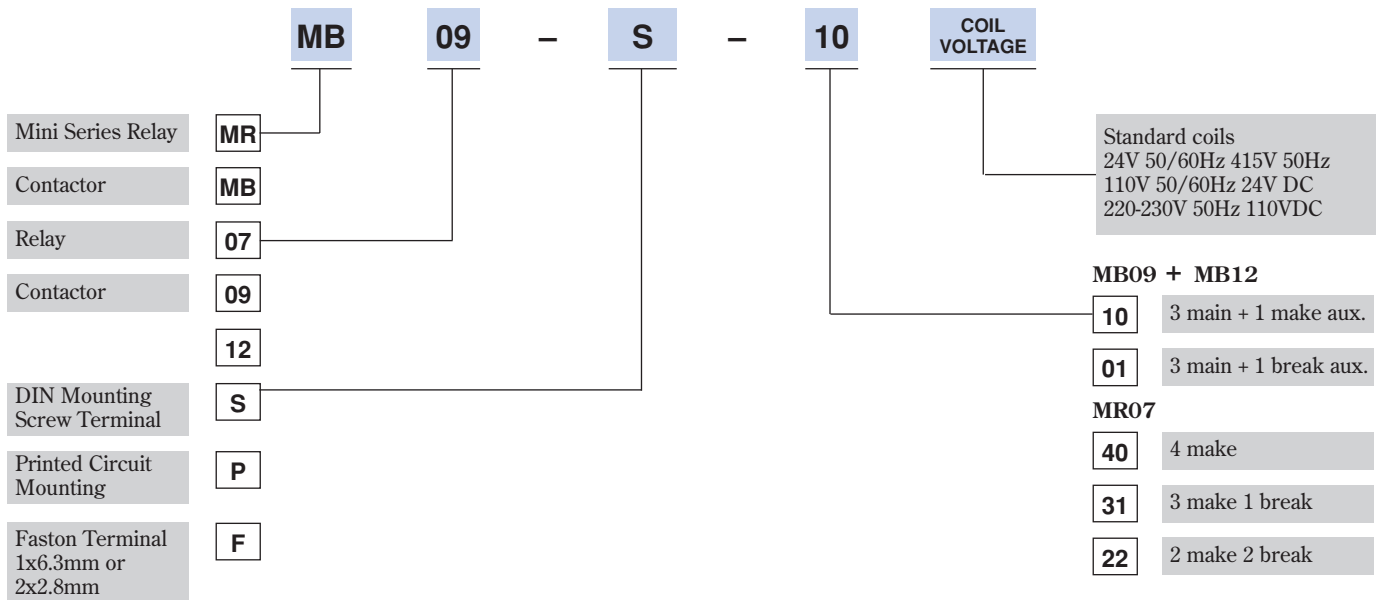 MB 09 – S – 10 COIL VOLTAGE
Mini Series Relay MR
Contactor MB
Relay 07
Contactor 09
12
DIN Mounting
Screw Terminal
S
Printed Circuit
Mounting
P
Faston Terminal
1x6.3mm or
2x2.8mm
F
Standard coils
24V 50/60Hz 415V 50Hz
110V 50/60Hz 24V DC
220-230V 50Hz 110VDC
MB09 + MB12
10 3 main + 1 make aux.
01 3 main + 1 break aux.
MR07
40 4 make
31 3 make 1 break
22 2 make 2 break